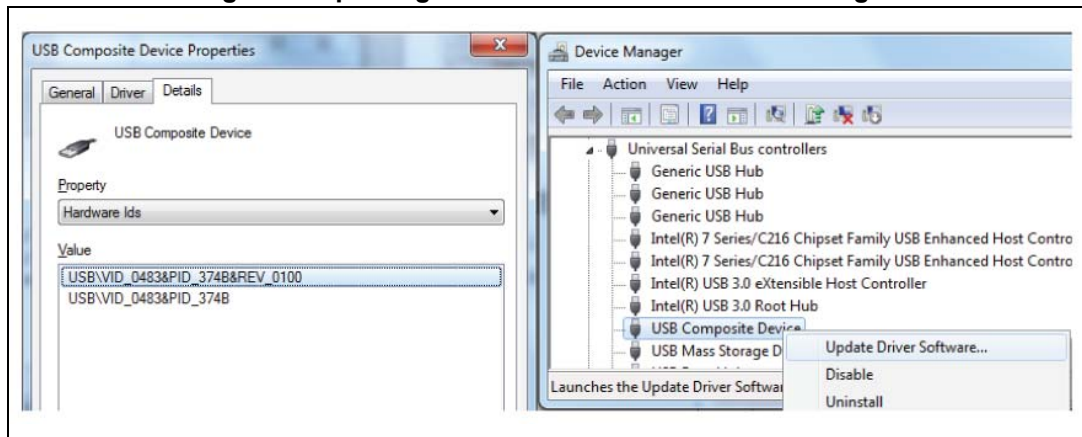 USB Composite Device Properties
General Driver Details
USB Composite Device
Property
Hardware Ids
Value
USB\VID_0483&PID_374B&REV_0100
USB\VID_0483&PID_374B
Device Manager
File Action View Help
Universal Serial Bus controllers
Generic USB Hub
Generic USB Hub
Generic USB Hub
Intel(R) 7 Series/C216 Chipset Family USB Enhanced Host Contro
Intel(R) 7 Series/C216 Chipset Family USB Enhanced Host Contro
Intel(R) USB 3.0 eXtensible Host Controller
Intel(R) USB 3.0 Root Hub
USB Composite Device
USB Mass Storage D
Update Driver Software...
Disable
Uninstall
Launches the Update Driver Softwar